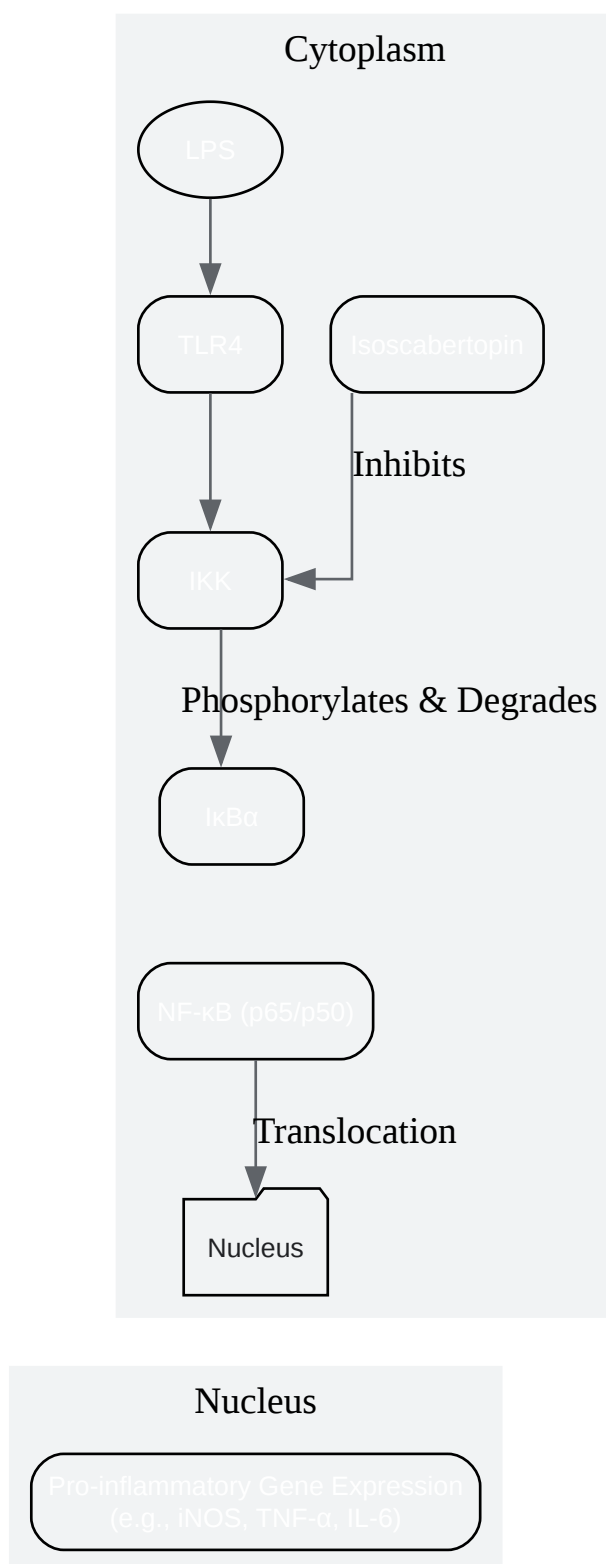 Cytoplasm
LPS
TLR4
Isoscabertopin
Inhibits
IKK
Phosphorylates & Degrades
IκBα
NF-κB (p65/p50)
Translocation
Nucleus
Nucleus
Pro-inflammatory Gene Expression
(e.g., iNOS, TNF-α, IL-6)